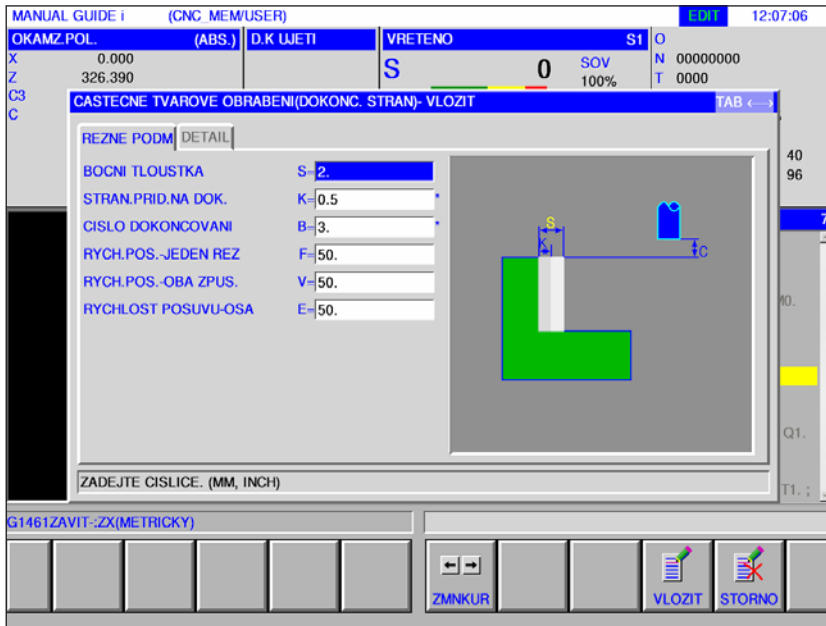 MANUAL GUIDE i (CNC_MEM/USER) EDIT 12:07:06
OKAMZ.POL. (ABS.) D.K UJETI VRETENO S1 O
X 0.000 S 0 SOV N 00000000
Z 326.390 100% T 0000
C3
C
CASTECNE TVAROVE OBRABENI(DOKONC. STRAN)- VLOZIT TAB ←→
REZNE PODM DETAIL
BOCNI TLOUSTKA S=2.
STRAN.PRID.NA DOK. K=0.5 *
CISLO DOKONCOVANI B=3. *
RYCH.POS.-JEDEN REZ F=50.
RYCH.POS.-OBA ZPUS. V=50.
RYCHLOST POSUVU-OSA E=50.
S
K
C
40
96
7
M0.
Q1.
T1. ;
ZADEJTE CISLICE. (MM, INCH)
G1461ZAVIT-:ZX(METRICKY)
ZMNKUR VLOZIT STORNO